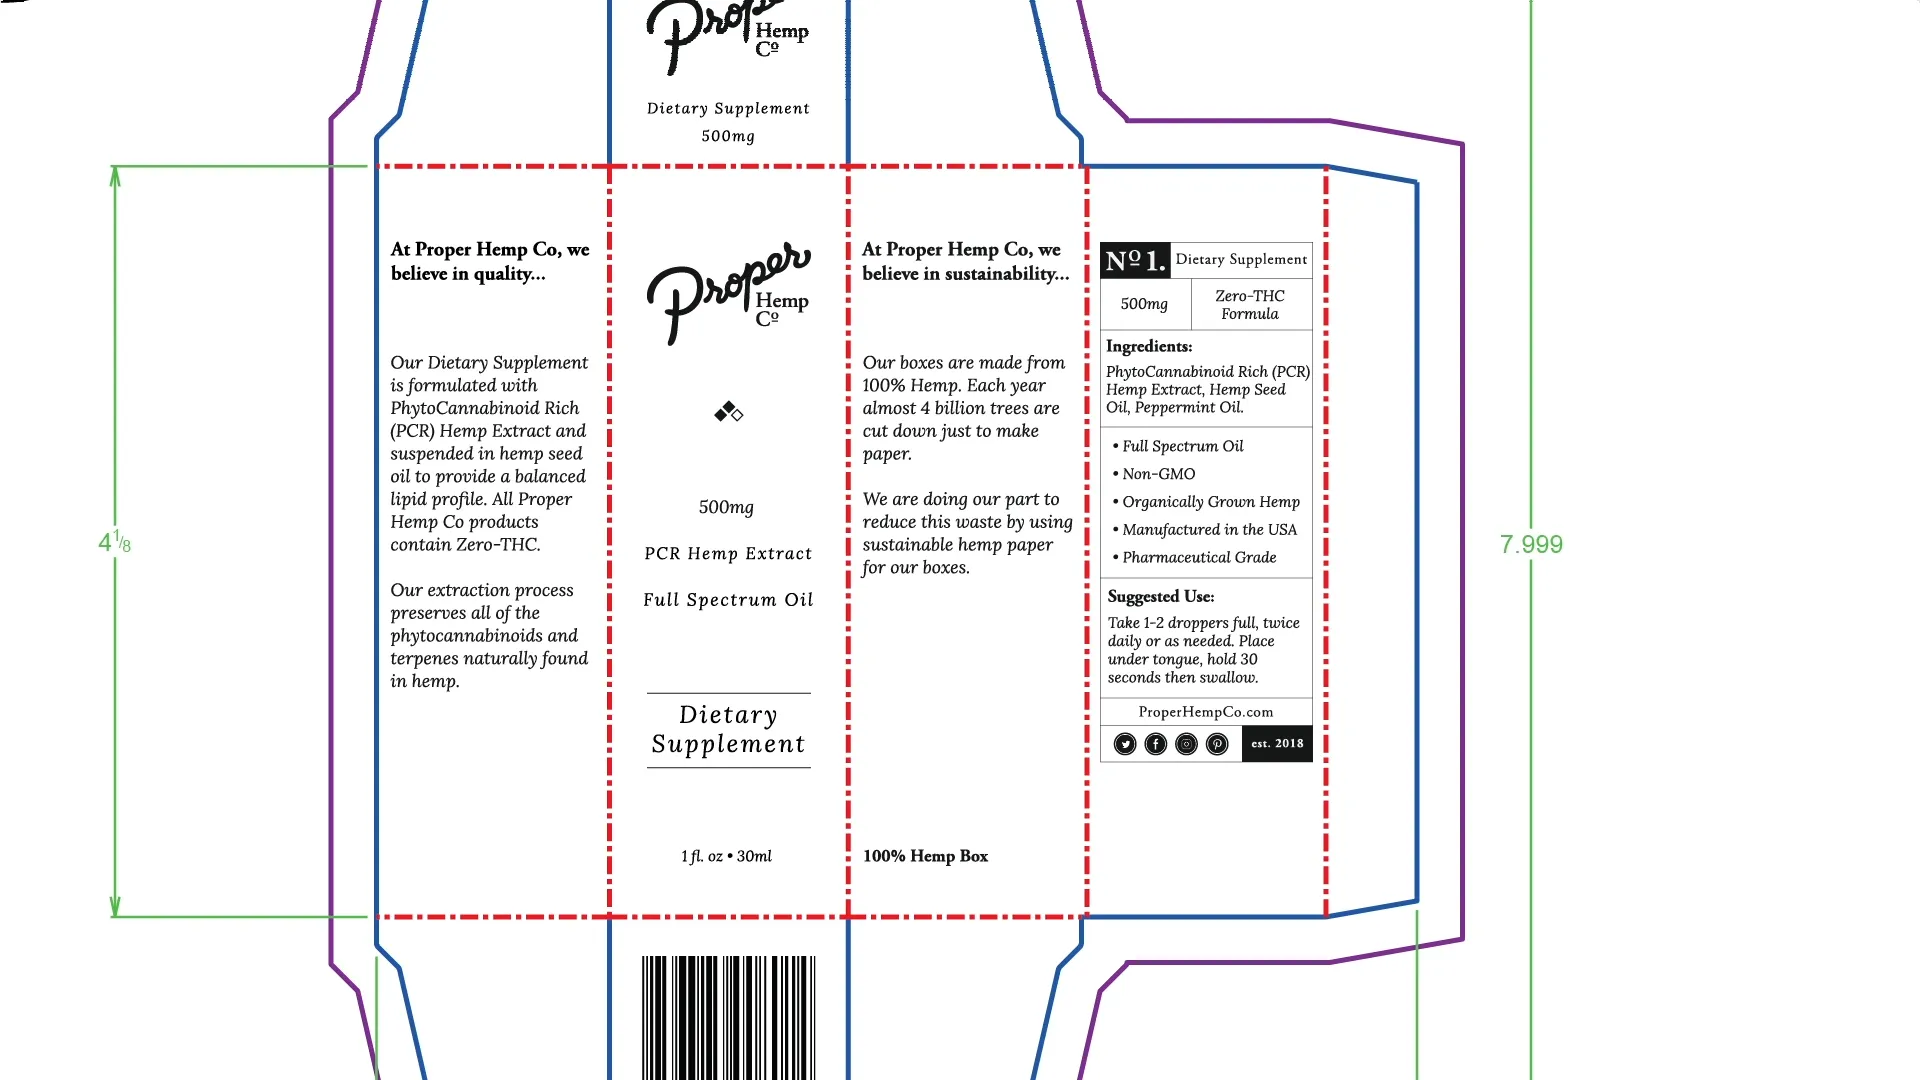 Proper
Hemp
Cº
Dietary Supplement
500mg
4 1/8
7.999
At Proper Hemp Co, we
believe in quality...
Our Dietary Supplement
is formulated with
PhytoCannabinoid Rich
(PCR) Hemp Extract and
suspended in hemp seed
oil to provide a balanced
lipid profile. All Proper
Hemp Co products
contain Zero-THC.
Our extraction process
preserves all of the
phytocannabinoids and
terpenes naturally found
in hemp.
Proper
Hemp
Cº
500mg
PCR Hemp Extract
Full Spectrum Oil
Dietary
Supplement
1 fl. oz • 30ml
At Proper Hemp Co, we
believe in sustainability...
Our boxes are made from
100% Hemp. Each year
almost 4 billion trees are
cut down just to make
paper.
We are doing our part to
reduce this waste by using
sustainable hemp paper
for our boxes.
100% Hemp Box
Nº 1. Dietary Supplement
500mg
Zero-THC
Formula
Ingredients:
PhytoCannabinoid Rich (PCR)
Hemp Extract, Hemp Seed
Oil, Peppermint Oil.
• Full Spectrum Oil
• Non-GMO
• Organically Grown Hemp
• Manufactured in the USA
• Pharmaceutical Grade
Suggested Use:
Take 1-2 droppers full, twice
daily or as needed. Place
under tongue, hold 30
seconds then swallow.
ProperHempCo.com
est. 2018